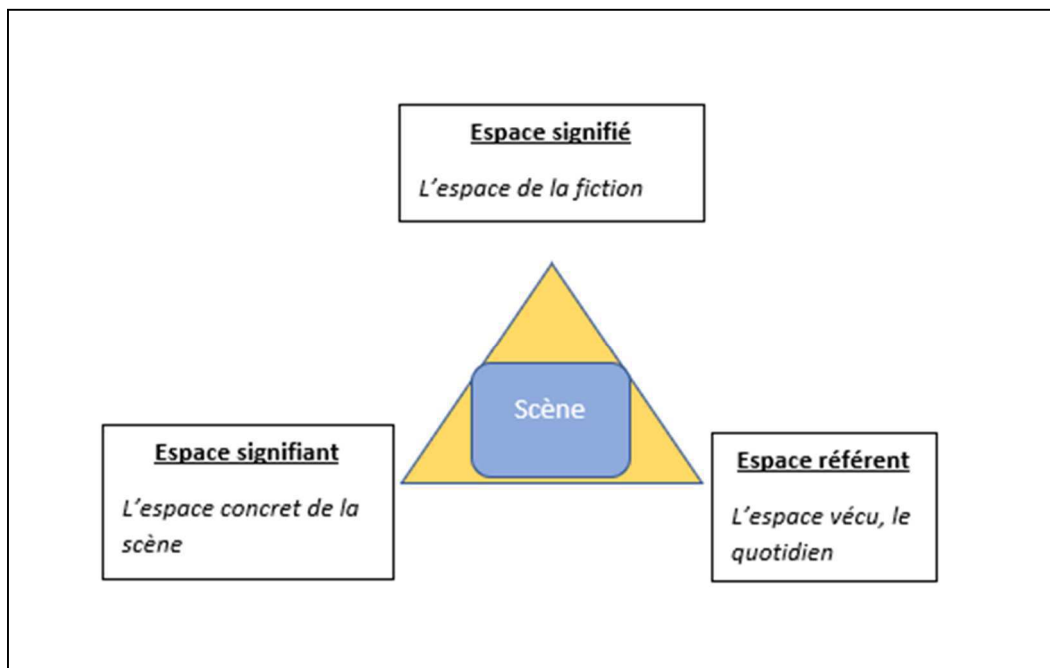 Espace signifié
L’espace de la fiction
Scène
Espace signifiant
L’espace concret de la
scène
Espace référent
L’espace vécu, le
quotidien